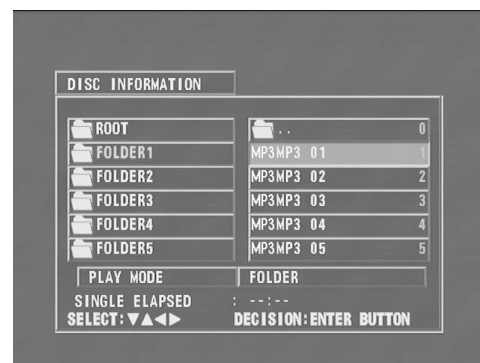 DISC INFORMATION
ROOT
FOLDER1
FOLDER2
FOLDER3
FOLDER4
FOLDER5
.. 0
MP3MP3 01 1
MP3MP3 02 2
MP3MP3 03 3
MP3MP3 04 4
MP3MP3 05 5
PLAY MODE FOLDER
SINGLE ELAPSED : --:--
SELECT:▼▲◀▶ DECISION:ENTER BUTTON